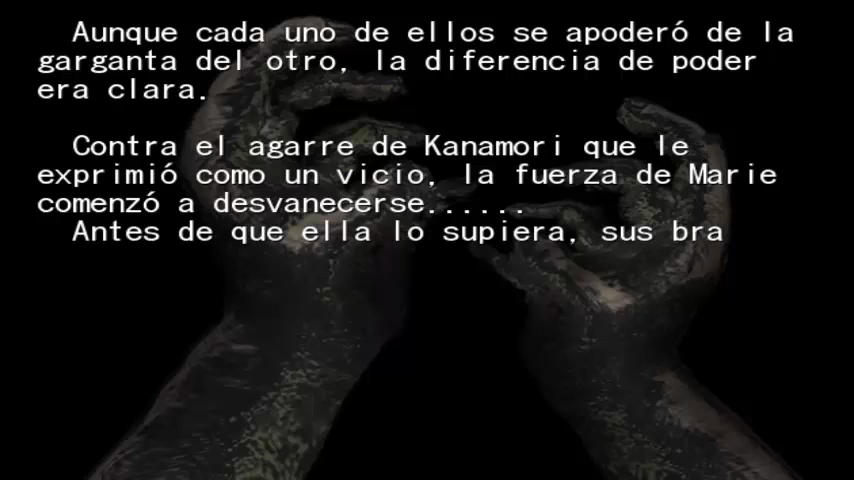 Aunque cada uno de ellos se apoderó de la
garganta del otro, la diferencia de poder
era clara.
Contra el agarre de Kanamori que le
exprimió como un vicio, la fuerza de Marie
comenzó a desvanecerse......
Antes de que ella lo supiera, sus bra